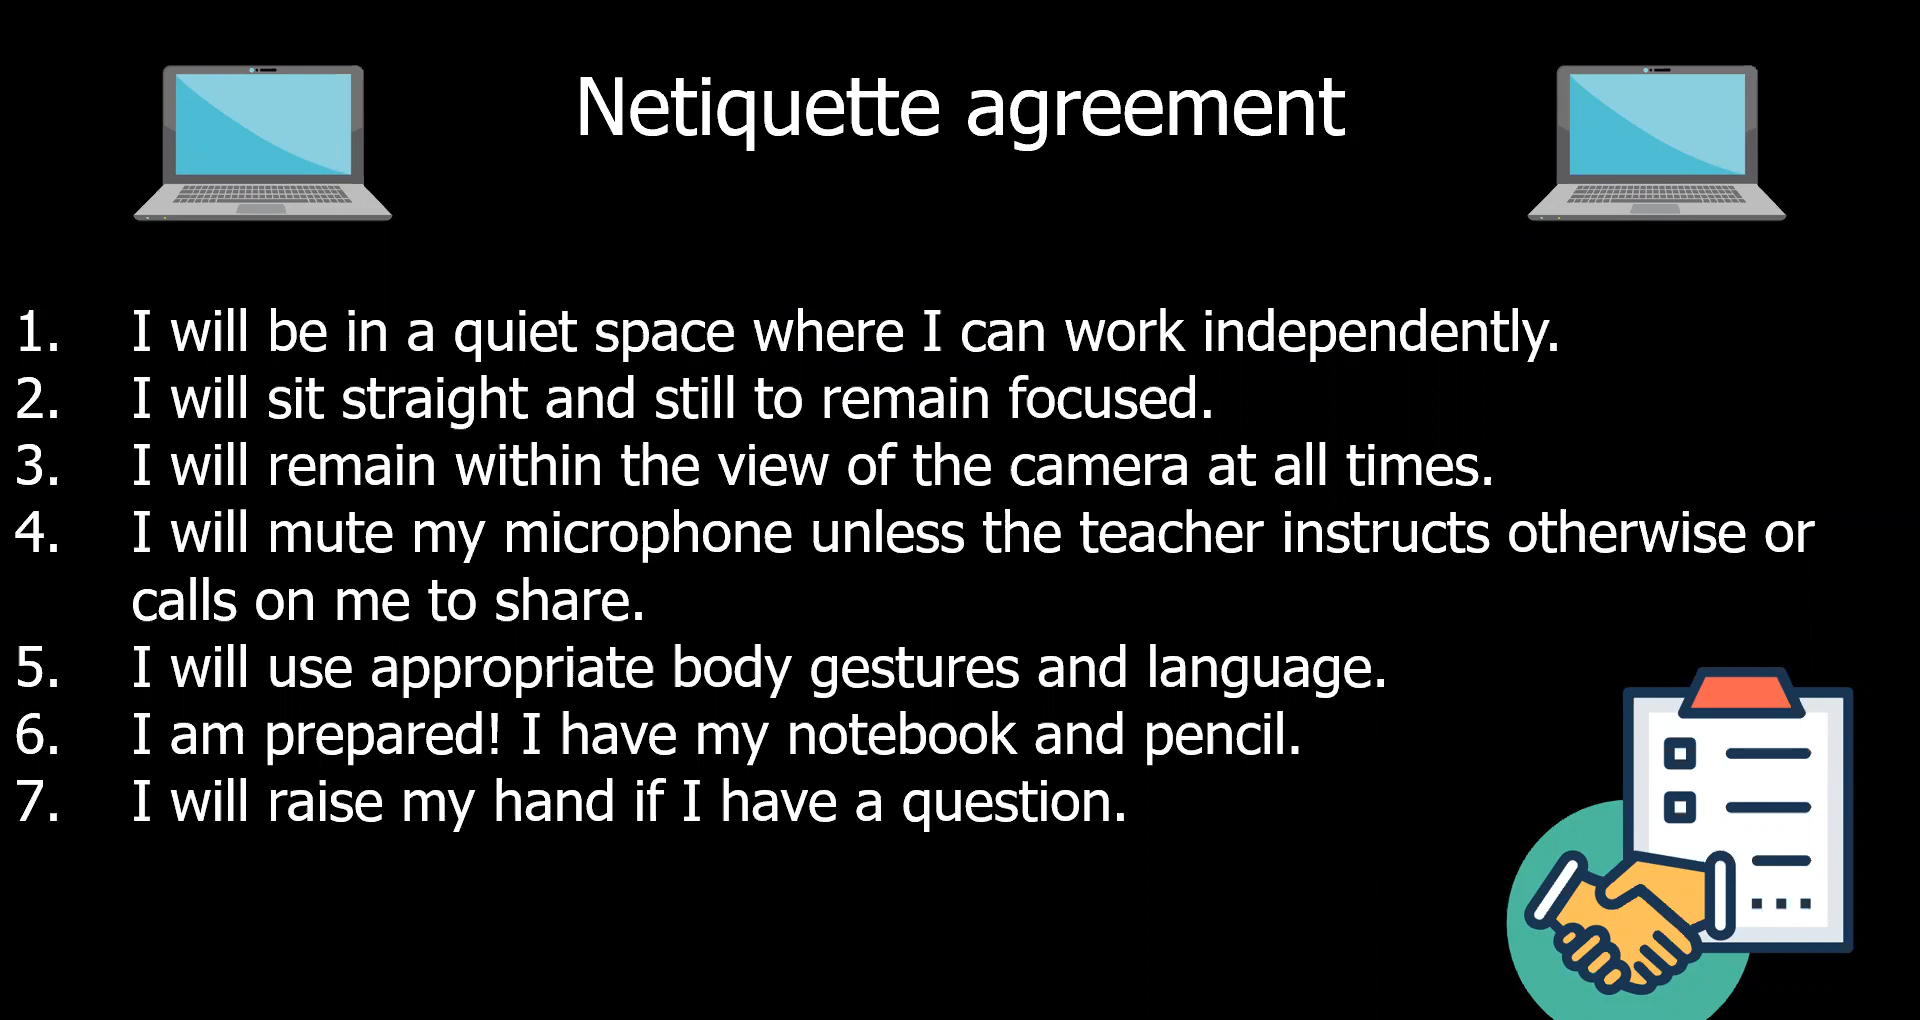 Netiquette agreement
1. I will be in a quiet space where I can work independently.
2. I will sit straight and still to remain focused.
3. I will remain within the view of the camera at all times.
4. I will mute my microphone unless the teacher instructs otherwise or
calls on me to share.
5. I will use appropriate body gestures and language.
6. I am prepared! I have my notebook and pencil.
7. I will raise my hand if I have a question.